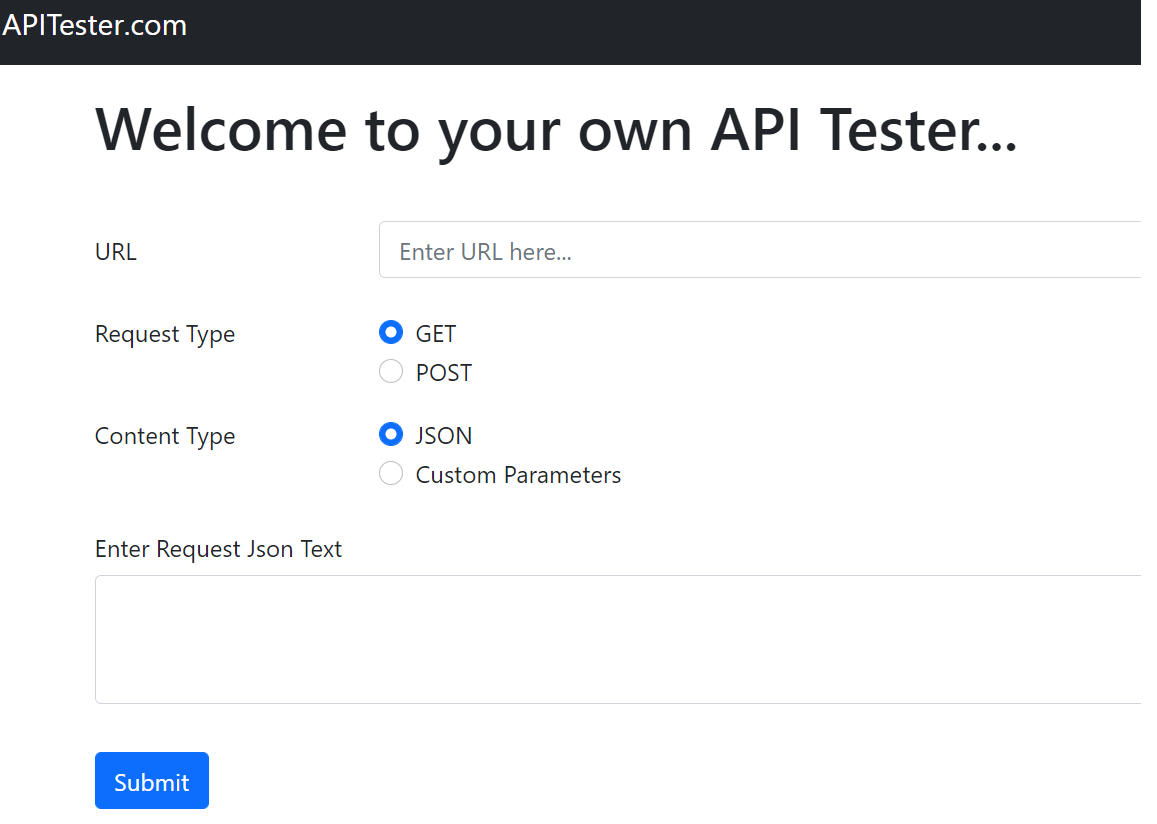 APITester.com
Welcome to your own API Tester...
URL
Enter URL here...
Request Type
GET
POST
Content Type
JSON
Custom Parameters
Enter Request Json Text
Submit